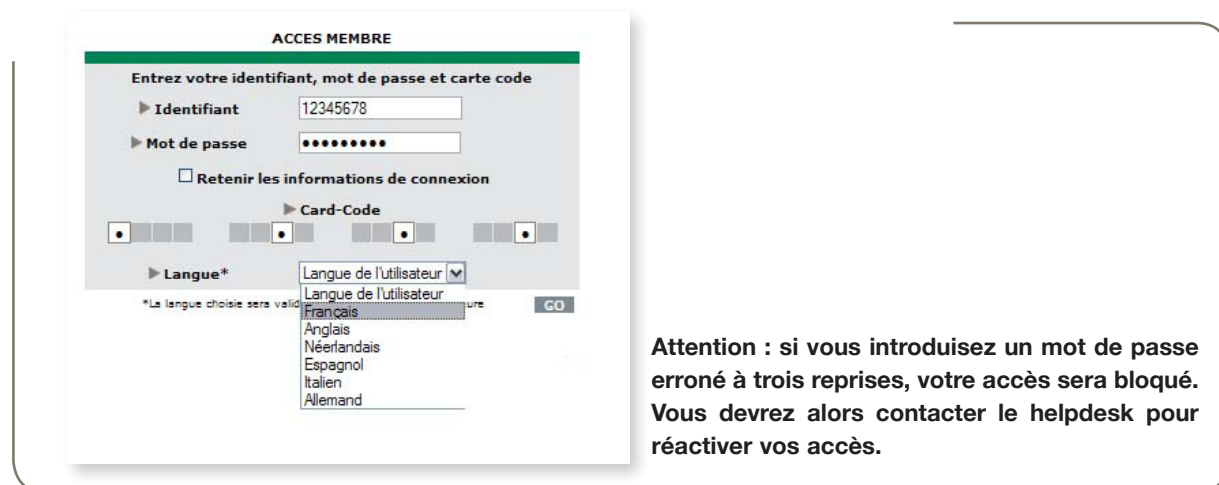 ACCES MEMBRE
Entrez votre identifiant, mot de passe et carte code
Identifiant 12345678
Mot de passe •••••••••
Retenir les informations de connexion
Card-Code
• • • •
Langue* Langue de l'utilisateur
Langue de l'utilisateur
*La langue choisie sera ure GO
Français
Anglais
Néerlandais
Espagnol
Italien
Allemand
Attention : si vous introduisez un mot de passe
erroné à trois reprises, votre accès sera bloqué.
Vous devrez alors contacter le helpdesk pour
réactiver vos accès.